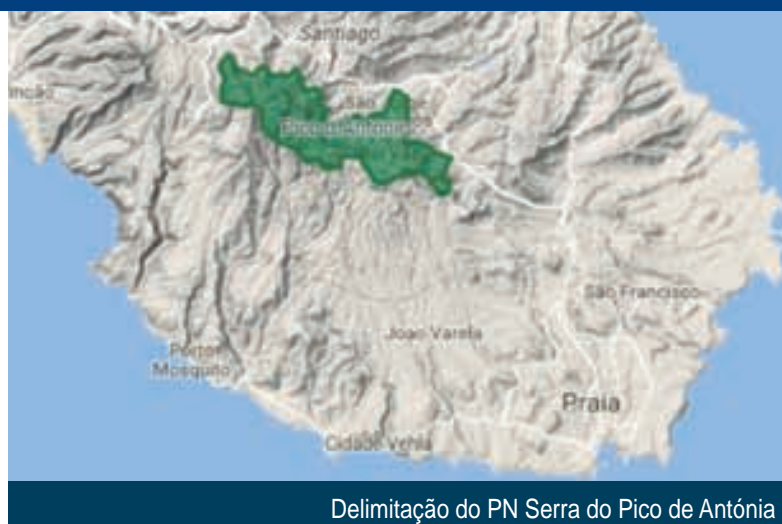 Santiago
São
Pico de Antónia
João Varela
São Francisco
Porto
Mosquito
Praia
Cidade Velha
Delimitação do PN Serra do Pico de Antónia